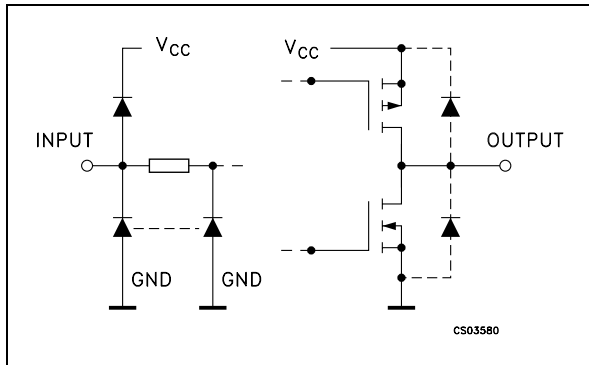 VCC
VCC
INPUT
OUTPUT
GND
GND
CS03580